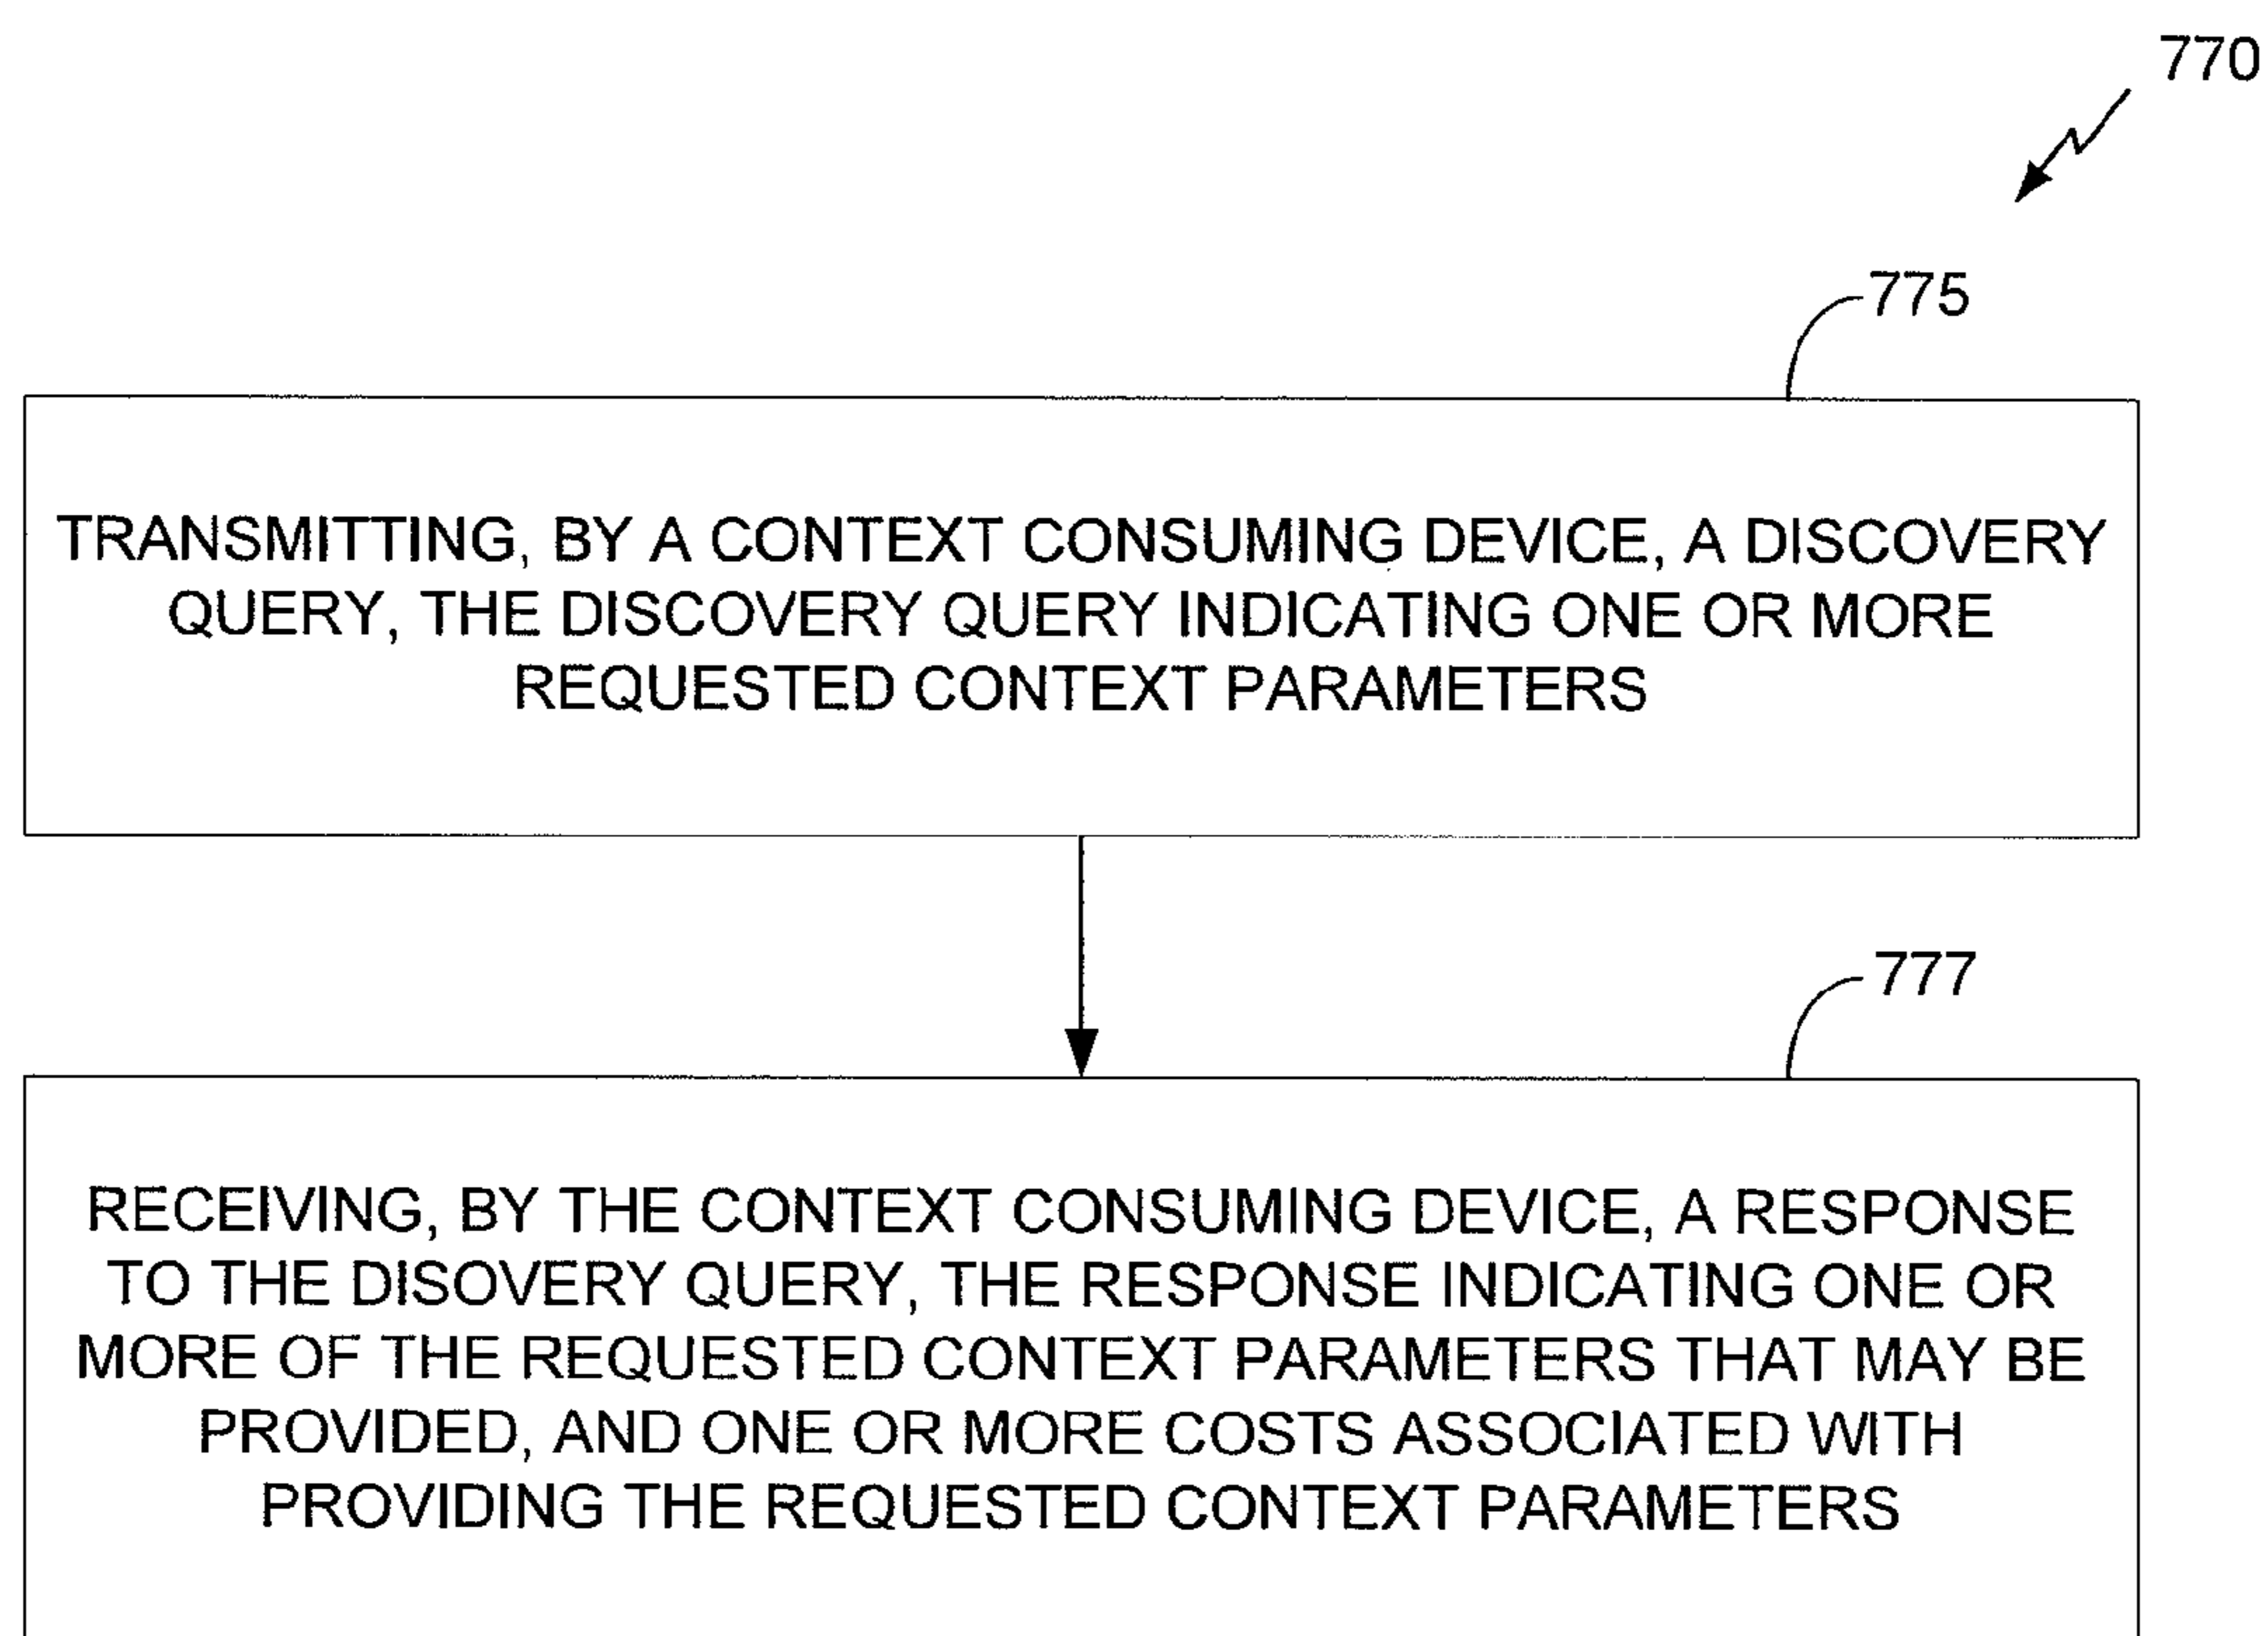 770
775
TRANSMITTING, BY A CONTEXT CONSUMING DEVICE, A DISCOVERY
QUERY, THE DISCOVERY QUERY INDICATING ONE OR MORE
REQUESTED CONTEXT PARAMETERS
777
RECEIVING, BY THE CONTEXT CONSUMING DEVICE, A RESPONSE
TO THE DISOVERY QUERY, THE RESPONSE INDICATING ONE OR
MORE OF THE REQUESTED CONTEXT PARAMETERS THAT MAY BE
PROVIDED, AND ONE OR MORE COSTS ASSOCIATED WITH
PROVIDING THE REQUESTED CONTEXT PARAMETERS